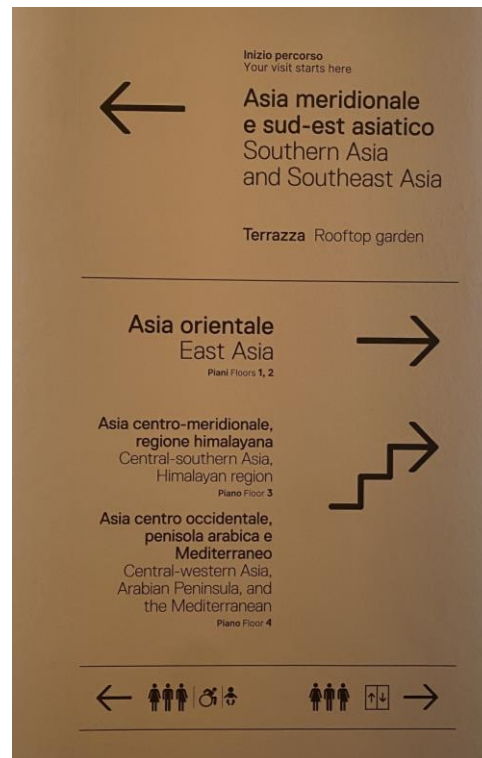 Inizio percorso
Your visit starts here
Asia meridionale
e sud-est asiatico
Southern Asia
and Southeast Asia
Terrazza Rooftop garden
Asia orientale
East Asia
Piani Floors 1, 2
Asia centro-meridionale,
regione himalayana
Central-southern Asia,
Himalayan region
Piano Floor 3
Asia centro occidentale,
penisola arabica e
Mediterraneo
Central-western Asia,
Arabian Peninsula, and
the Mediterranean
Piano Floor 4